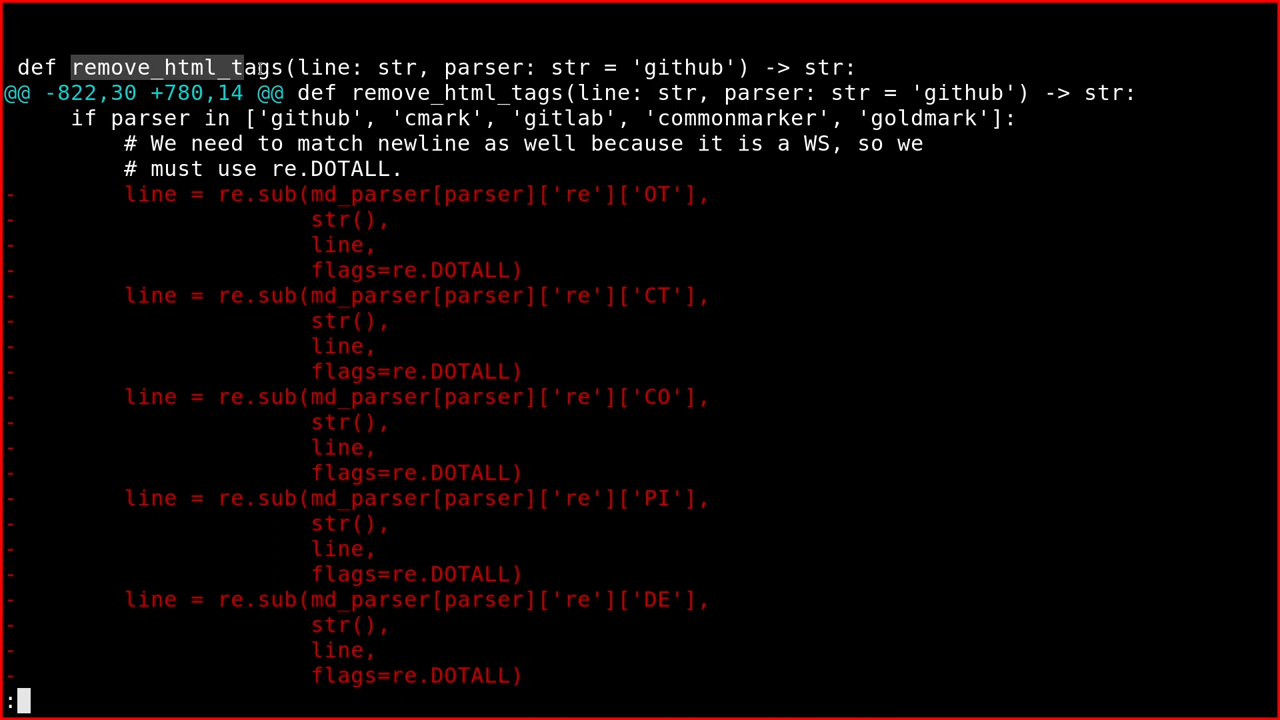 def remove_html_tags(line: str, parser: str = 'github') -> str:
@@ -822,30 +780,14 @@ def remove_html_tags(line: str, parser: str = 'github') -> str:
     if parser in ['github', 'cmark', 'gitlab', 'commonmarker', 'goldmark']:
         # We need to match newline as well because it is a WS, so we
         # must use re.DOTALL.
-        line = re.sub(md_parser[parser]['re']['OT'],
-                      str(),
-                      line,
-                      flags=re.DOTALL)
-        line = re.sub(md_parser[parser]['re']['CT'],
-                      str(),
-                      line,
-                      flags=re.DOTALL)
-        line = re.sub(md_parser[parser]['re']['CO'],
-                      str(),
-                      line,
-                      flags=re.DOTALL)
-        line = re.sub(md_parser[parser]['re']['PI'],
-                      str(),
-                      line,
-                      flags=re.DOTALL)
-        line = re.sub(md_parser[parser]['re']['DE'],
-                      str(),
-                      line,
-                      flags=re.DOTALL)
: